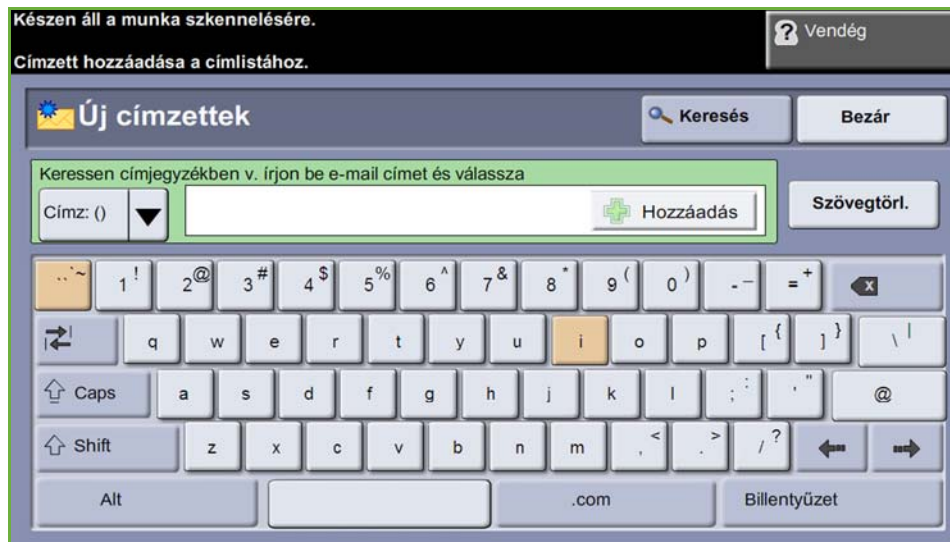 Készen áll a munka szkennelésére.
Vendég
Címzett hozzáadása a címlistához.
Új címzettek
Keresés
Bezár
Keressen címjegyzékben v. írjon be e-mail címet és válassza
Címz: ()
Hozzáadás
Szövegtörl.
..`~ 1 ! 2 @ 3 # 4 $ 5 % 6 ^ 7 & 8 * 9 ( 0 ) - _ = + x
q w e r t y u i o p [ { ] } \ |
Caps a s d f g h j k l ; : ' " @
Shift z x c v b n m , < . > / ?
Alt .com Billentyűzet